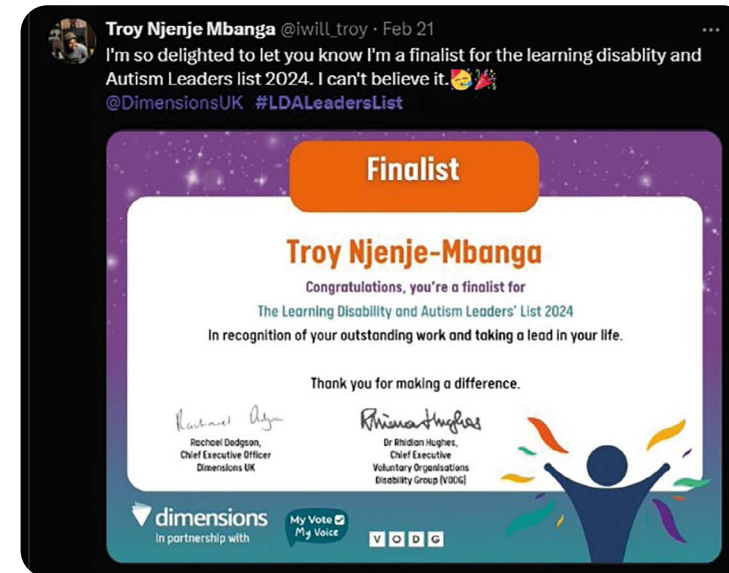 Troy Njenje Mbanga @iwill_troy · Feb 21
I'm so delighted to let you know I'm a finalist for the learning disablity and
Autism Leaders list 2024. I can't believe it.🥳🎉
@DimensionsUK #LDALeadersList
Finalist
Troy Njenje-Mbanga
Congratulations, you're a finalist for
The Learning Disability and Autism Leaders' List 2024
In recognition of your outstanding work and taking a lead in your life.
Thank you for making a difference.
Rachael Dodgson,
Chief Executive Officer
Dimensions UK
Rhidian Hughes
Dr Rhidian Hughes,
Chief Executive
Voluntary Organisations
Disability Group (VODG)
dimensions
In partnership with
My Vote
My Voice
VODG